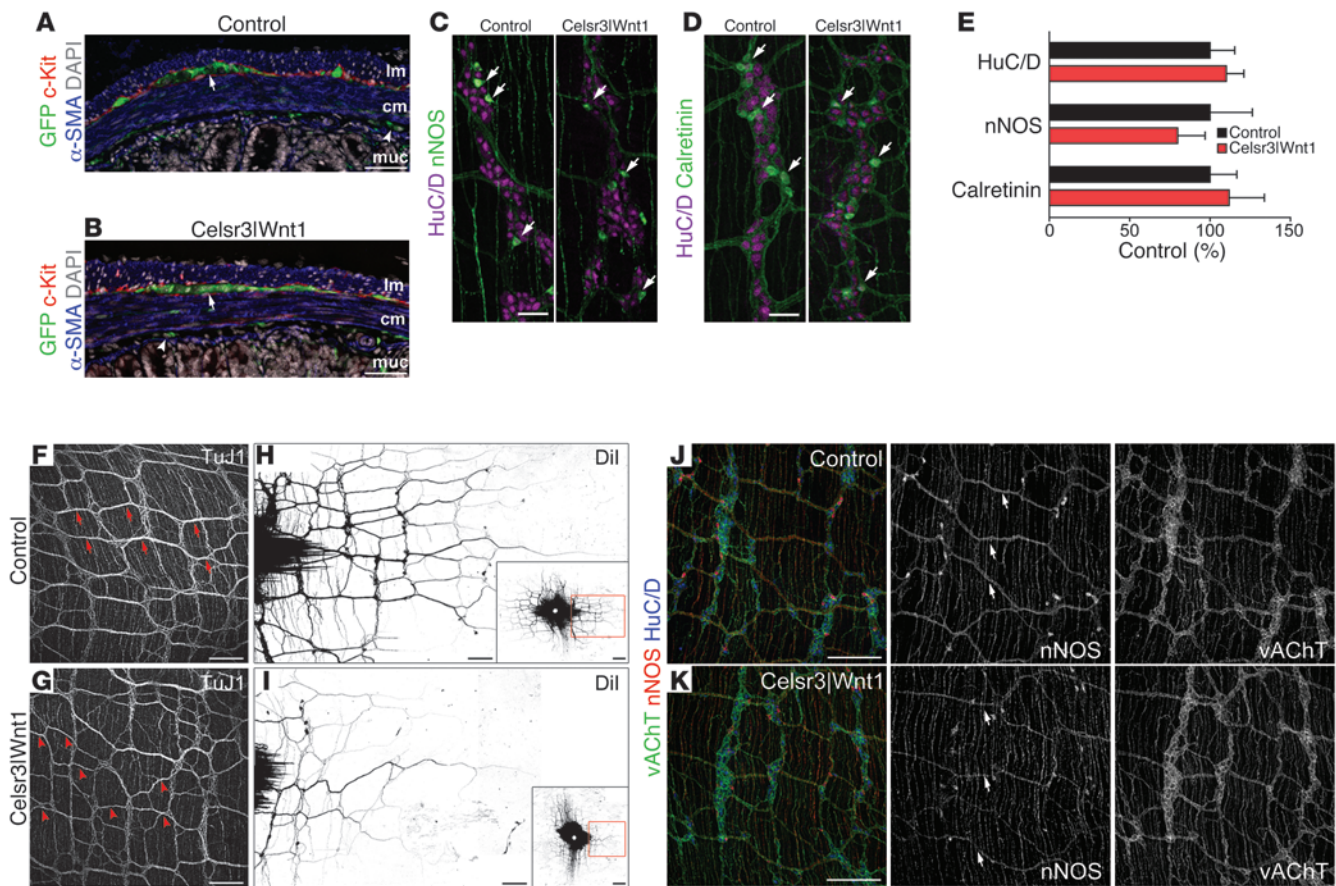 A
Control
GFP c-Kit
α-SMA DAPI
lm
cm
muc
B
Celsr3|Wnt1
GFP c-Kit
α-SMA DAPI
lm
cm
muc
C
Control
Celsr3|Wnt1
HuC/D nNOS
D
Control
Celsr3|Wnt1
HuC/D Calretinin
E
HuC/D
nNOS
Calretinin
Control
Celsr3|Wnt1
0
50
100
150
Control (%)
Control
F
TuJ1
H
DiI
Celsr3|Wnt1
G
TuJ1
I
DiI
vAChT nNOS HuC/D
J
Control
nNOS
vAChT
K
Celsr3|Wnt1
nNOS
vAChT